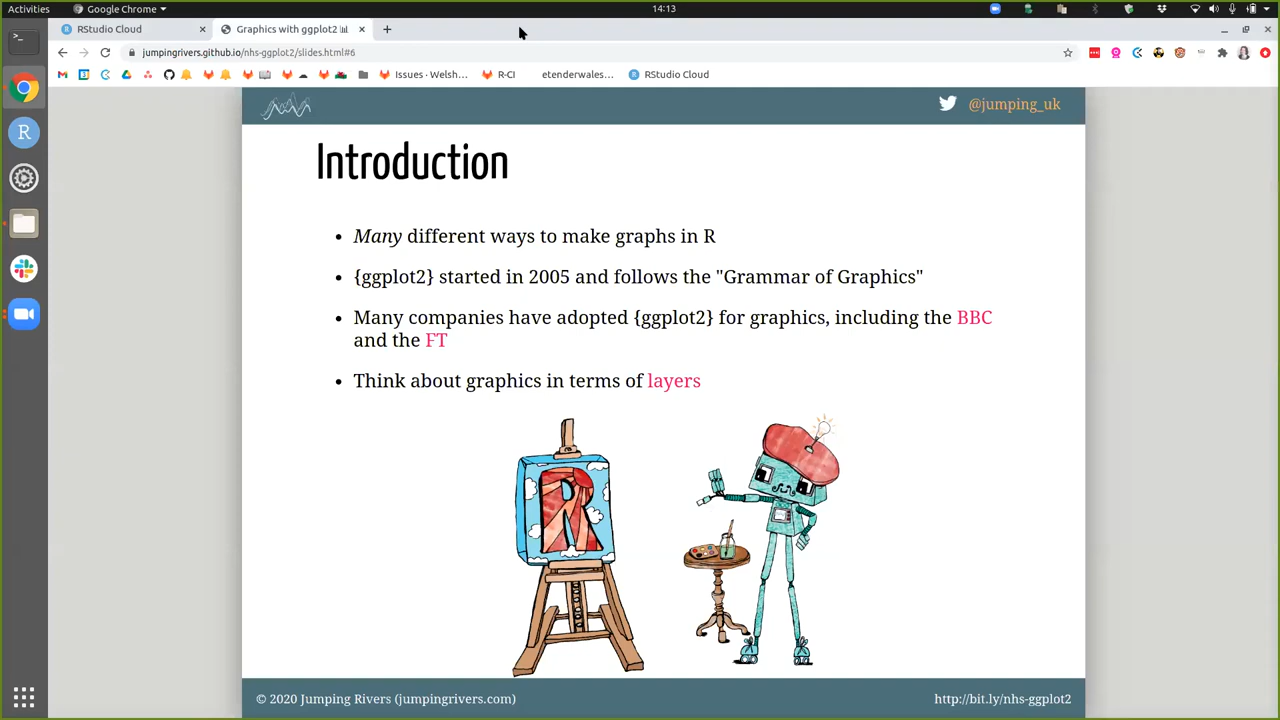 Activities
Google Chrome
14:13
RStudio Cloud
Graphics with ggplot2
jumpingrivers.github.io/nhs-ggplot2/slides.html#6
Issues · Welsh…
R-CI
etenderwales…
RStudio Cloud
@jumping_uk
Introduction
• Many different ways to make graphs in R
• {ggplot2} started in 2005 and follows the "Grammar of Graphics"
• Many companies have adopted {ggplot2} for graphics, including the BBC
and the FT
• Think about graphics in terms of layers
R
© 2020 Jumping Rivers (jumpingrivers.com)
http://bit.ly/nhs-ggplot2